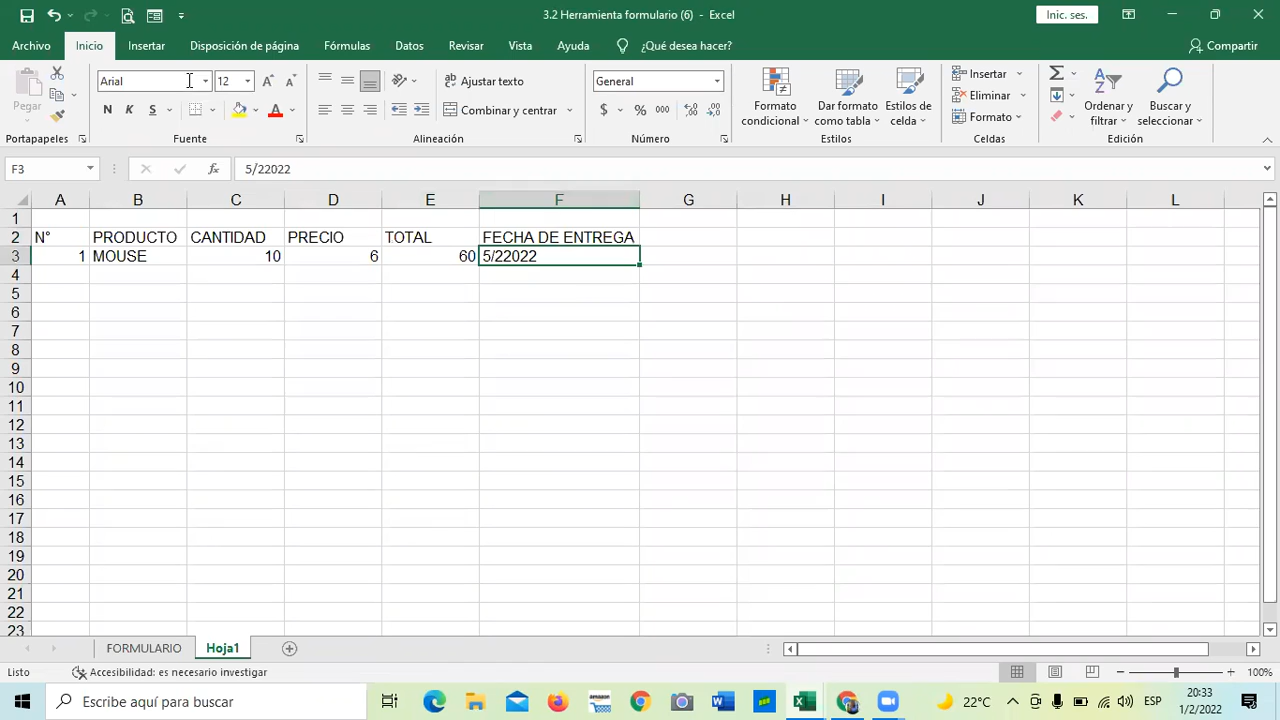 3.2 Herramienta formulario (6) - Excel
Inic. ses.
Archivo Inicio Insertar Disposición de página Fórmulas Datos Revisar Vista Ayuda ¿Qué desea hacer? Compartir
Pegar
Portapapeles
Arial 12
N K S A
Fuente
Ajustar texto
Combinar y centrar
Alineación
General
$ % 000
Número
Formato condicional
Dar formato como tabla
Estilos de celda
Estilos
Insertar
Eliminar
Formato
Celdas
Ordenar y filtrar
Buscar y seleccionar
Edición
F3 fx 5/22022
A B C D E F G H I J K L
1
2 N° PRODUCTO CANTIDAD PRECIO TOTAL FECHA DE ENTREGA
3 1 MOUSE 10 6 60 5/22022
4
5
6
7
8
9
10
11
12
13
14
15
16
17
18
19
20
21
22
23
FORMULARIO Hoja1
Listo Accesibilidad: es necesario investigar 100%
Escribe aquí para buscar 22°C ESP 20:33
1/2/2022